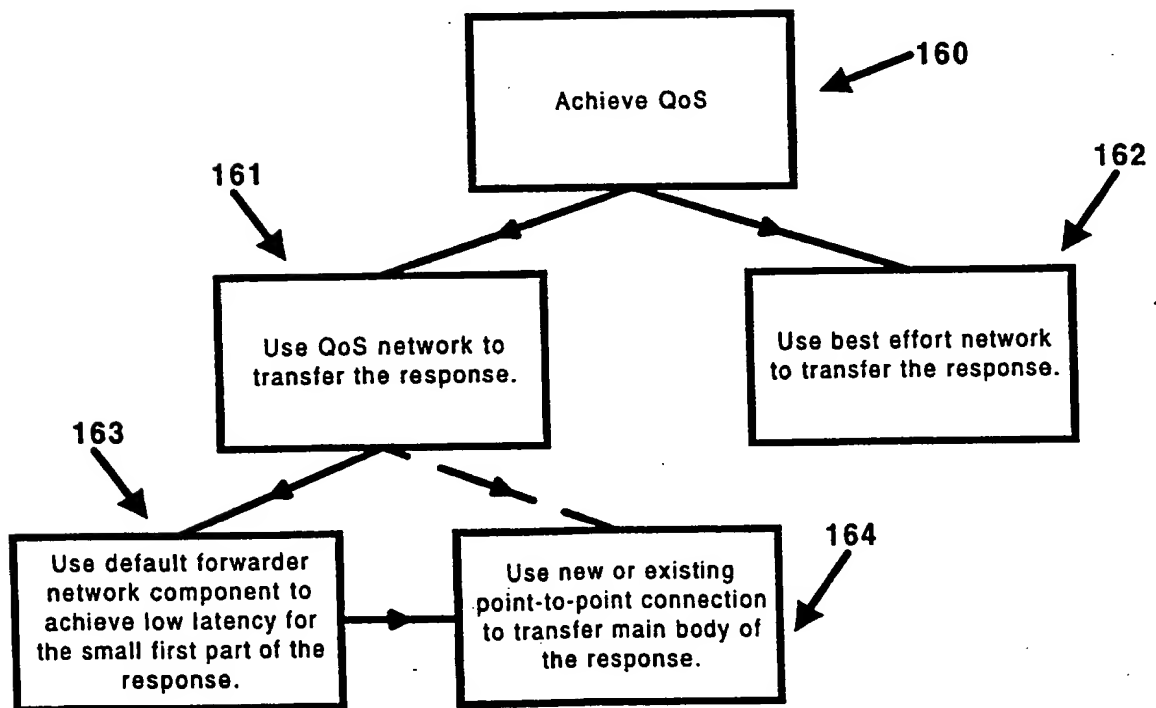 160
Achieve QoS
161
162
Use QoS network to
transfer the response.
Use best effort network
to transfer the response.
163
164
Use default forwarder
network component to
achieve low latency for
the small first part of the
response.
Use new or existing
point-to-point connection
to transfer main body of
the response.